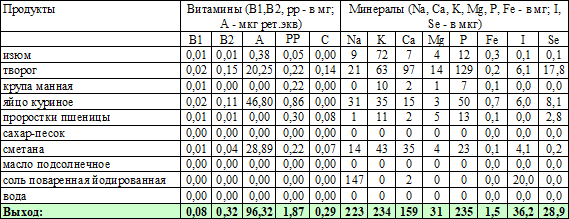 Продукты Витамины (B1,B2, pp - в мг; Минералы (Na, Ca, K, Mg, P, Fe - в мг; I,
A - мкг рет.экв) Se - в мкг)
B1 B2 A PP C Na K Ca Mg P Fe I Se
изюм 0,01 0,01 0,38 0,05 0,00 9 72 7 4 12 0,3 0,1 0,1
творог 0,02 0,15 20,25 0,22 0,14 21 63 97 14 129 0,2 6,1 17,8
крупа манная 0,01 0,00 0,00 0,22 0,00 0 10 2 1 7 0,1 0,0 0,0
яйцо куриное 0,02 0,11 46,80 0,86 0,00 31 35 15 3 50 0,7 6,0 8,1
проростки пшеницы 0,01 0,01 0,00 0,30 0,08 1 11 2 5 13 0,1 0,0 2,8
сахар-песок 0,00 0,00 0,00 0,00 0,00 0 0 0 0 0 0,0 0,0 0,0
сметана 0,01 0,04 28,89 0,22 0,07 14 43 35 4 23 0,1 4,1 0,2
масло подсолнечное 0,00 0,00 0,00 0,00 0,00 0 0 0 0 0 0,0 0,0 0,0
соль поваренная йодированная 0,00 0,00 0,00 0,00 0,00 147 0 2 0 0 0,0 20,0 0,0
вода 0,00 0,00 0,00 0,00 0,00 0 0 0 0 0 0,0 0,0 0,0
Выход: 0,08 0,32 96,32 1,87 0,29 223 234 159 31 235 1,5 36,2 28,9